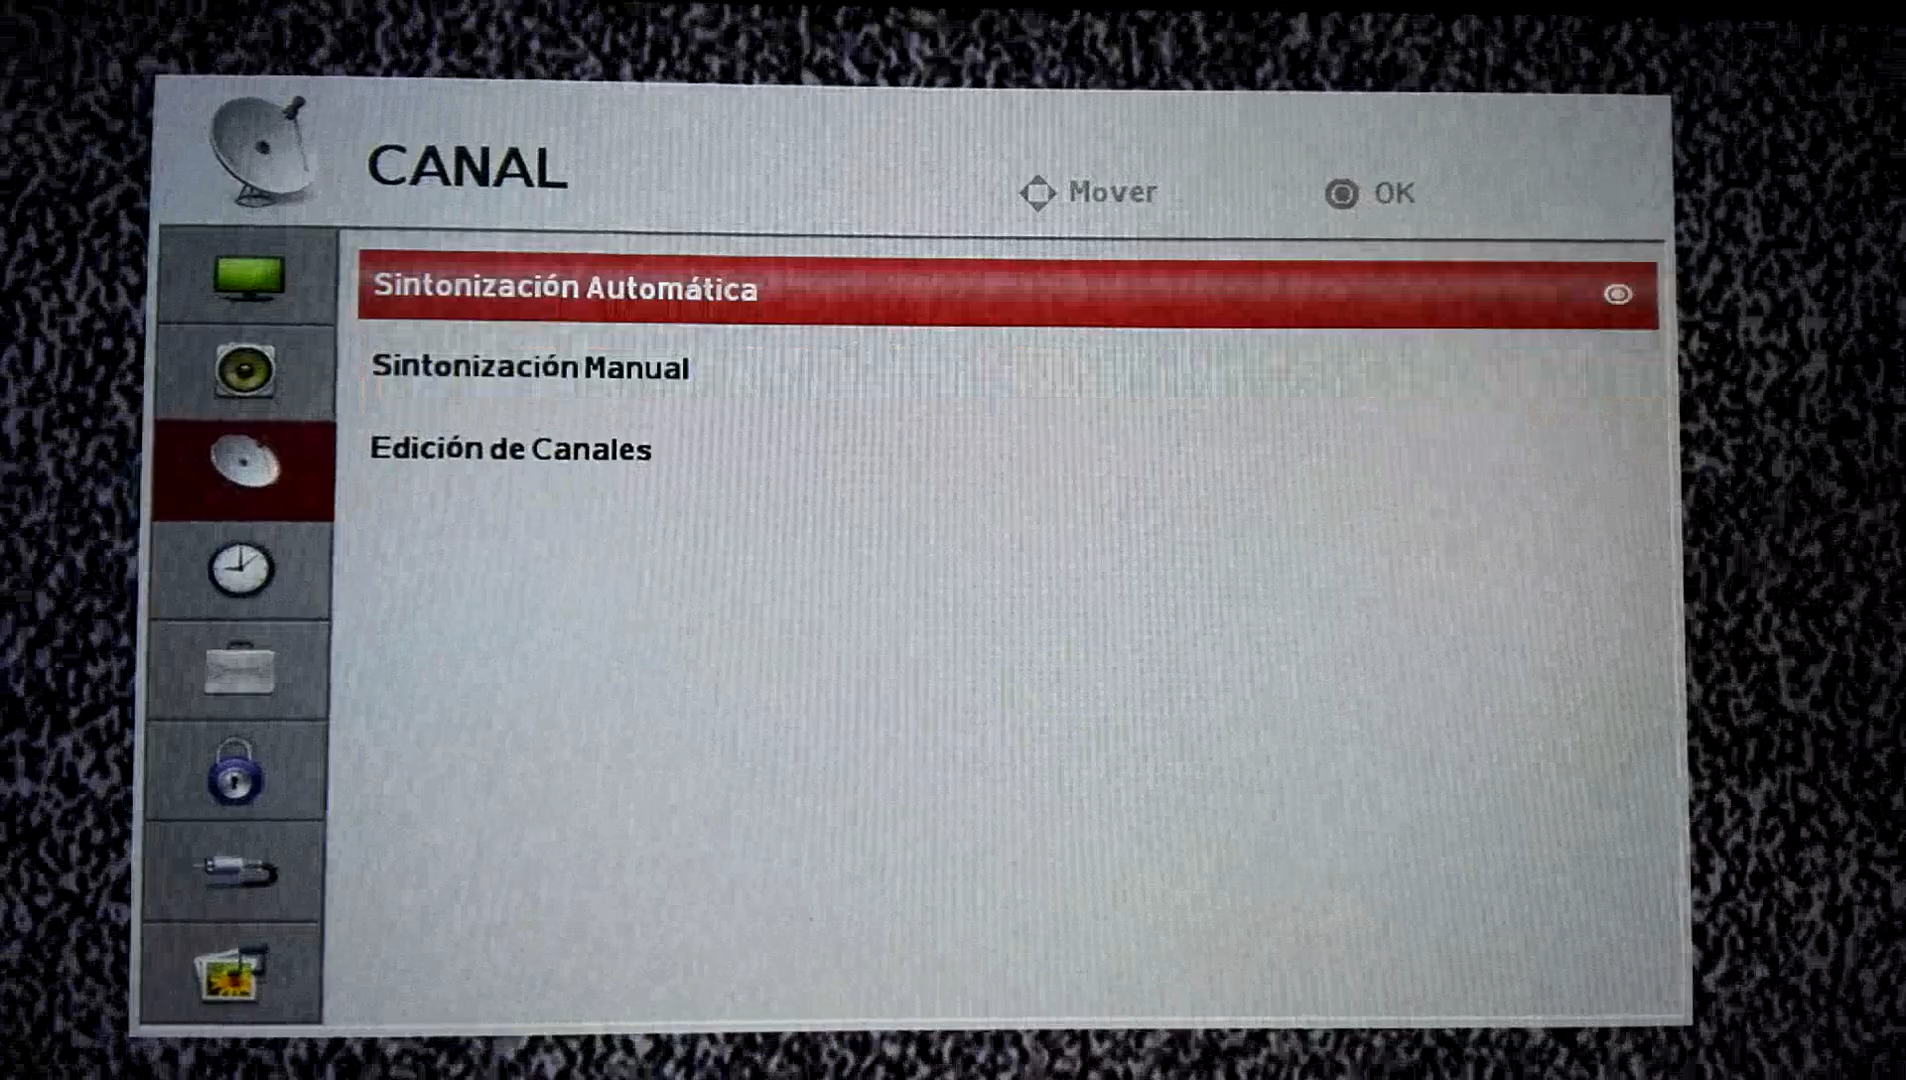 CANAL
Mover
OK
Sintonización Automática
Sintonización Manual
Edición de Canales